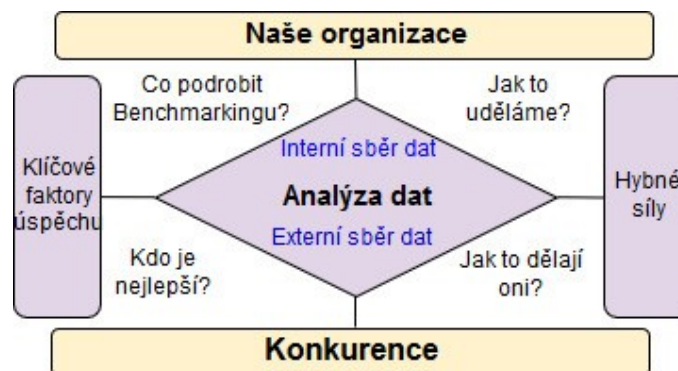 Naše organizace
Co podrobit
Benchmarkingu?
Jak to
uděláme?
Interní sběr dat
Klíčové
faktory
úspěchu
Analýza dat
Hybné
síly
Externí sběr dat
Kdo je
nejlepší?
Jak to dělají
oni?
Konkurence